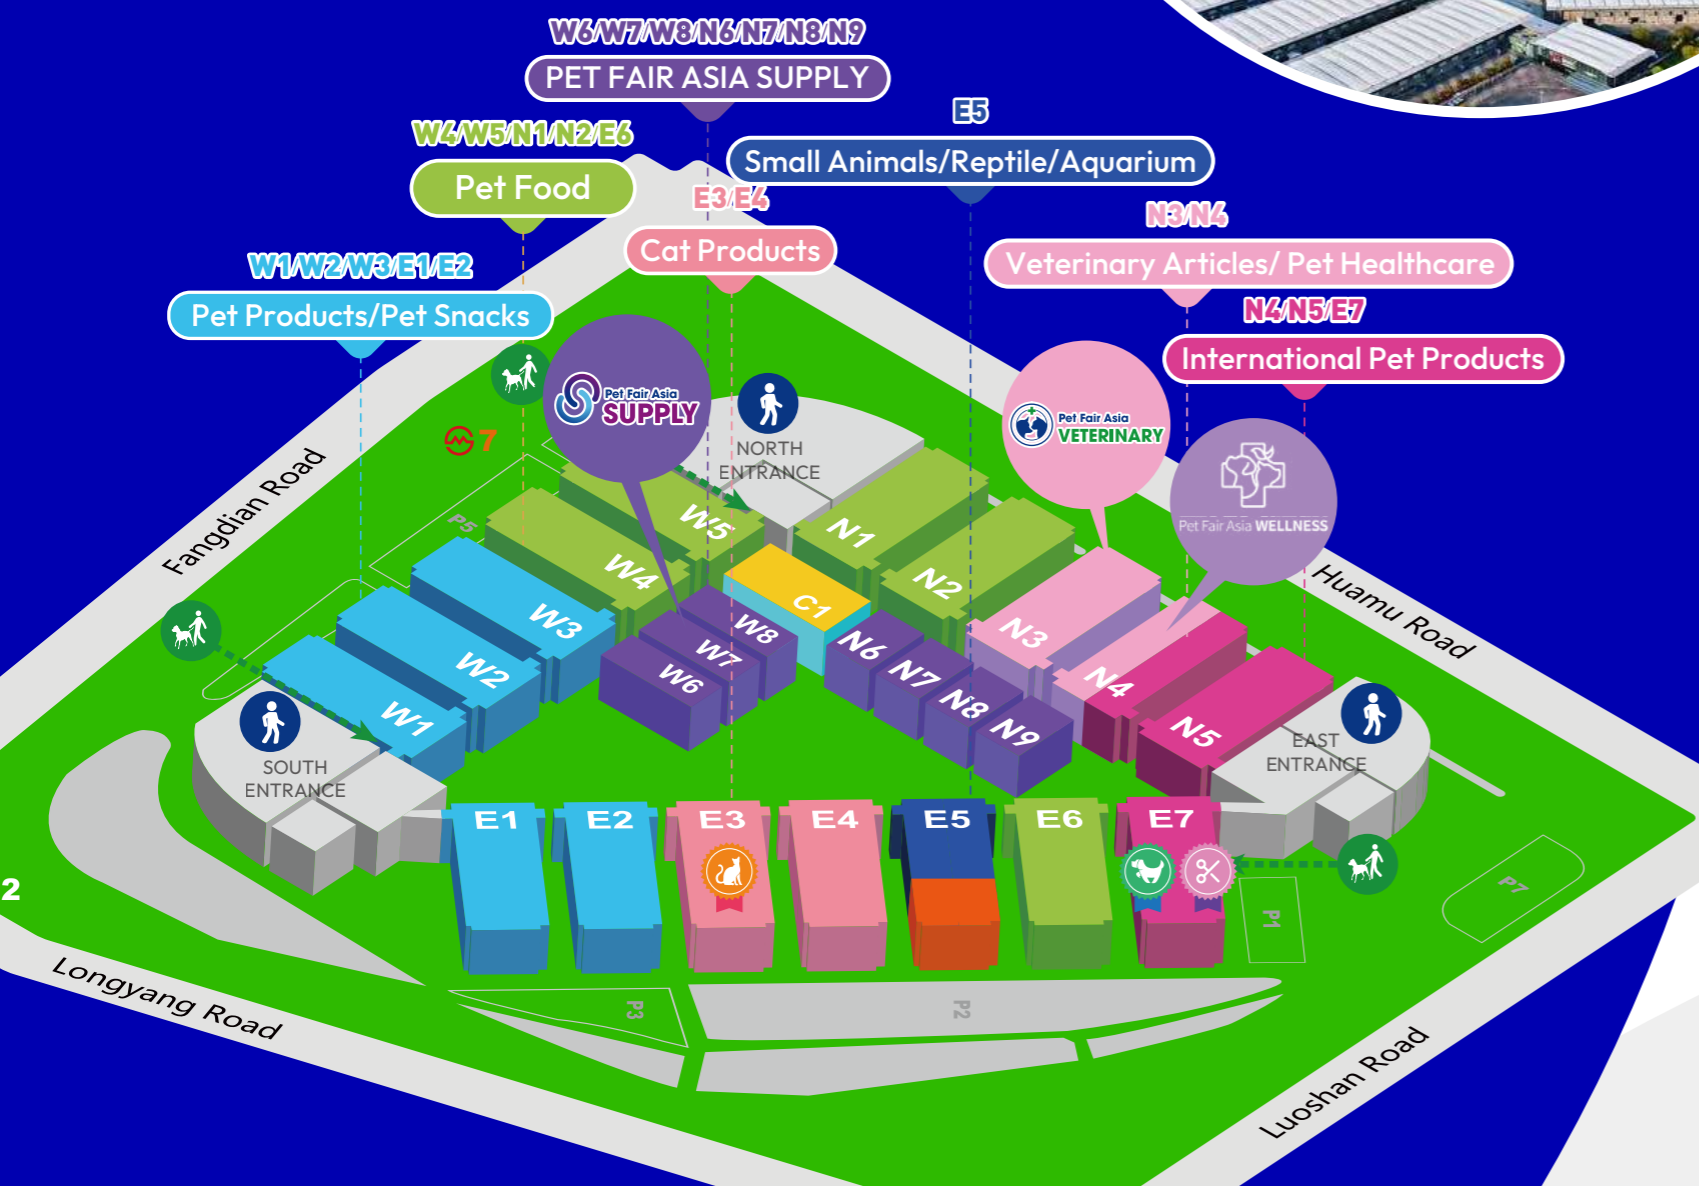 W6/W7/W8/N6/N7/N8/N9
PET FAIR ASIA SUPPLY
E5
Small Animals/Reptile/Aquarium
W4/W5/N1/N2/E6
Pet Food
E3/E4
Cat Products
N3/N4
Veterinary Articles/ Pet Healthcare
W1/W2/W3/E1/E2
Pet Products/Pet Snacks
N4/N5/E7
International Pet Products
Pet Fair Asia
SUPPLY
Pet Fair Asia
VETERINARY
Pet Fair Asia WELLNESS
7
NORTH
ENTRANCE
Fangdian Road
Huamu Road
P5
W5
W4
W3
W2
W1
C1
W8
W7
W6
N1
N2
N3
N4
N5
N6
N7
N8
N9
SOUTH
ENTRANCE
EAST
ENTRANCE
E1
E2
E3
E4
E5
E6
E7
2
P1
P7
P3
P2
Longyang Road
Luoshan Road